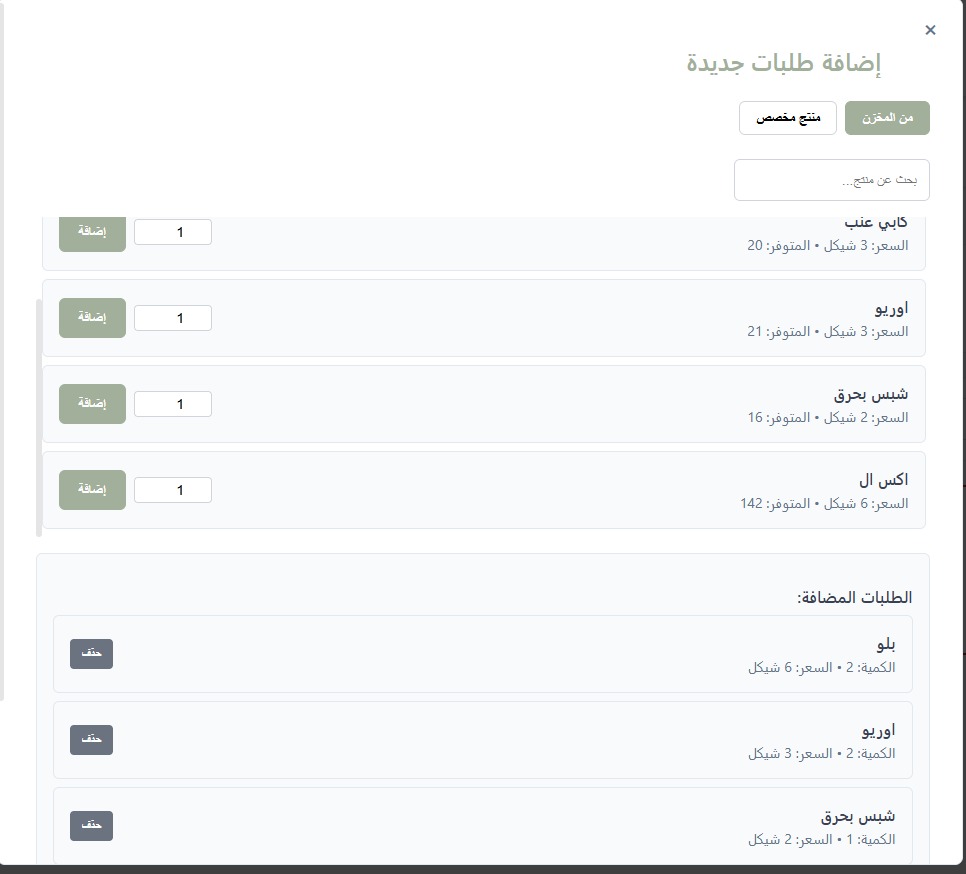 ×
إضافة طلبات جديدة
من المخزن
منتج مخصص
بحث عن منتج...
كابي عنب
السعر: 3 شيكل • المتوفر: 20
1
إضافة
اوريو
السعر: 3 شيكل • المتوفر: 21
1
إضافة
شبس بحرق
السعر: 2 شيكل • المتوفر: 16
1
إضافة
اكس ال
السعر: 6 شيكل • المتوفر: 142
1
إضافة
الطلبات المضافة:
بلو
الكمية: 2 • السعر: 6 شيكل
حذف
اوريو
الكمية: 2 • السعر: 3 شيكل
حذف
شبس بحرق
الكمية: 1 • السعر: 2 شيكل
حذف